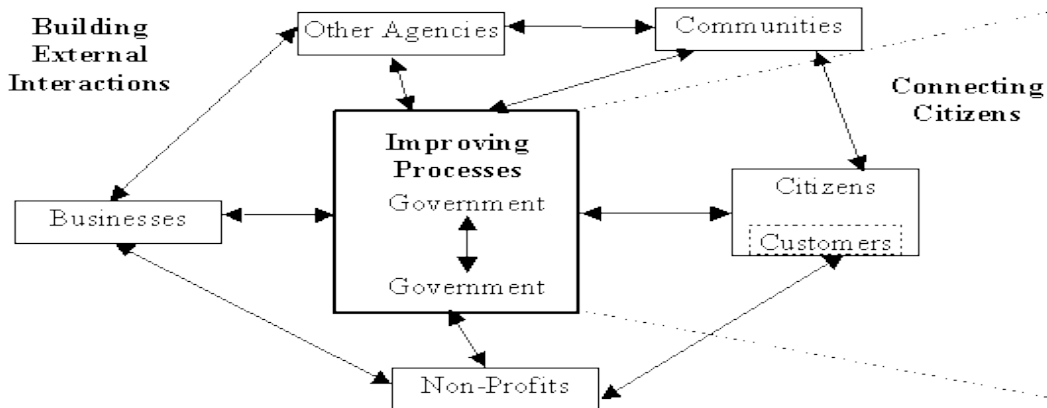 Building
External
Interactions
Other Agencies
Communities
Connecting
Citizens
Improving
Processes
Government
Government
Businesses
Citizens
Customers
Non-Profits